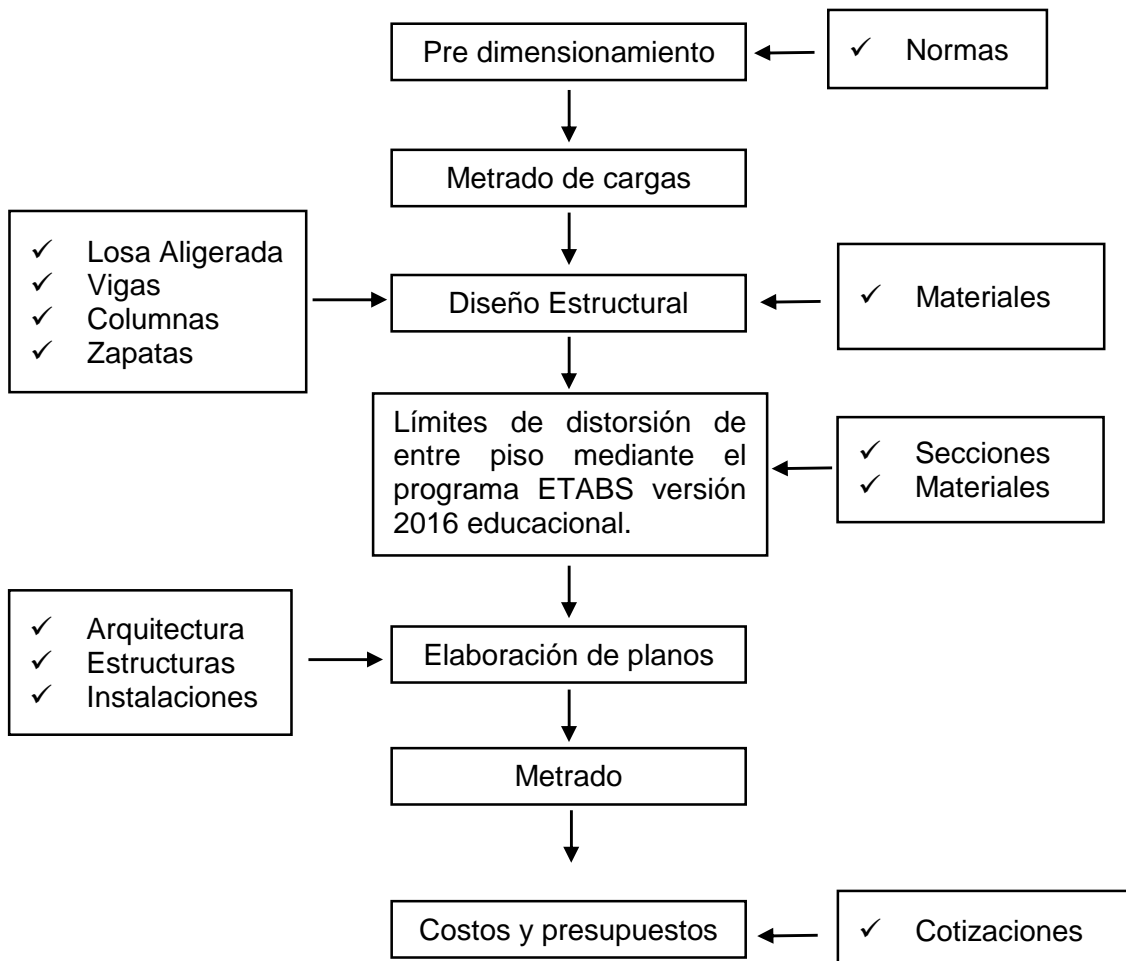 Pre dimensionamiento
✓ Normas
Metrado de cargas
✓ Losa Aligerada
✓ Vigas
✓ Columnas
✓ Zapatas
Diseño Estructural
✓ Materiales
Límites de distorsión de
entre piso mediante el
programa ETABS versión
2016 educacional.
✓ Secciones
✓ Materiales
✓ Arquitectura
✓ Estructuras
✓ Instalaciones
Elaboración de planos
Metrado
Costos y presupuestos
✓ Cotizaciones